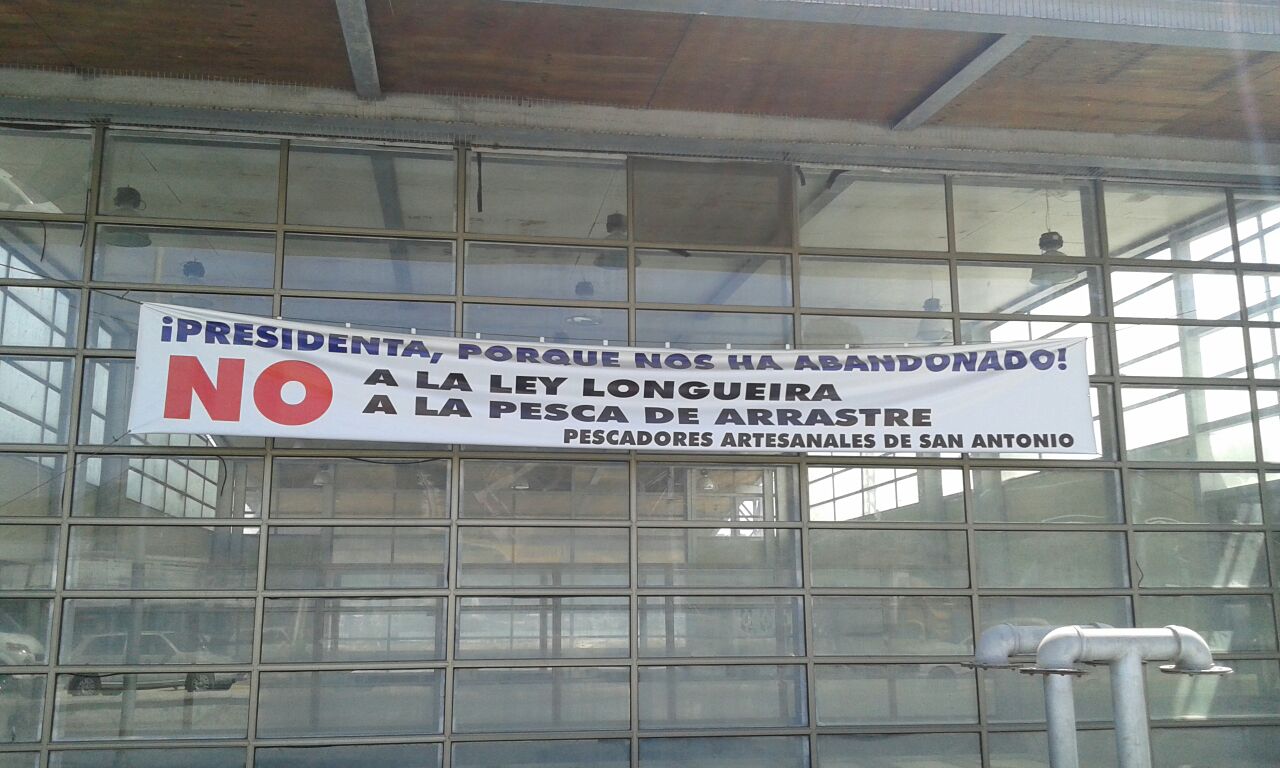 ¡PRESIDENTA, PORQUE NOS HA ABANDONADO!
NO A LA LEY LONGUEIRA
A LA PESCA DE ARRASTRE
PESCADORES ARTESANALES DE SAN ANTONIO